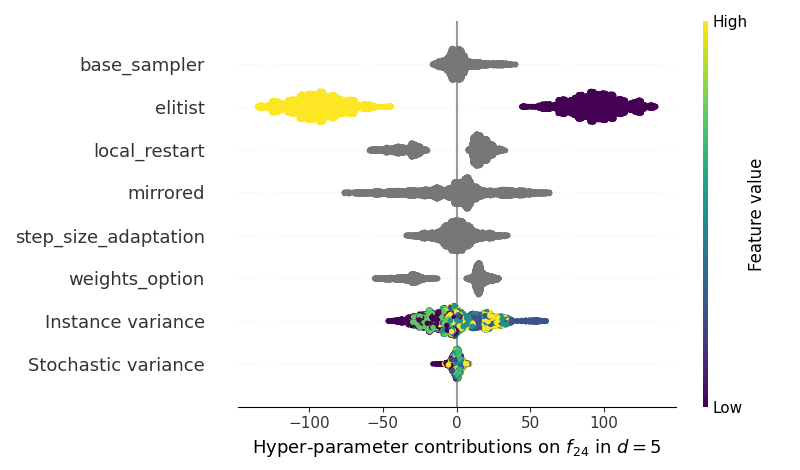 High
base_sampler
elitist
local_restart
mirrored
step_size_adaptation
weights_option
Instance variance
Stochastic variance
Feature value
Low
−100 −50 0 50 100
Hyper-parameter contributions on f24 in d = 5